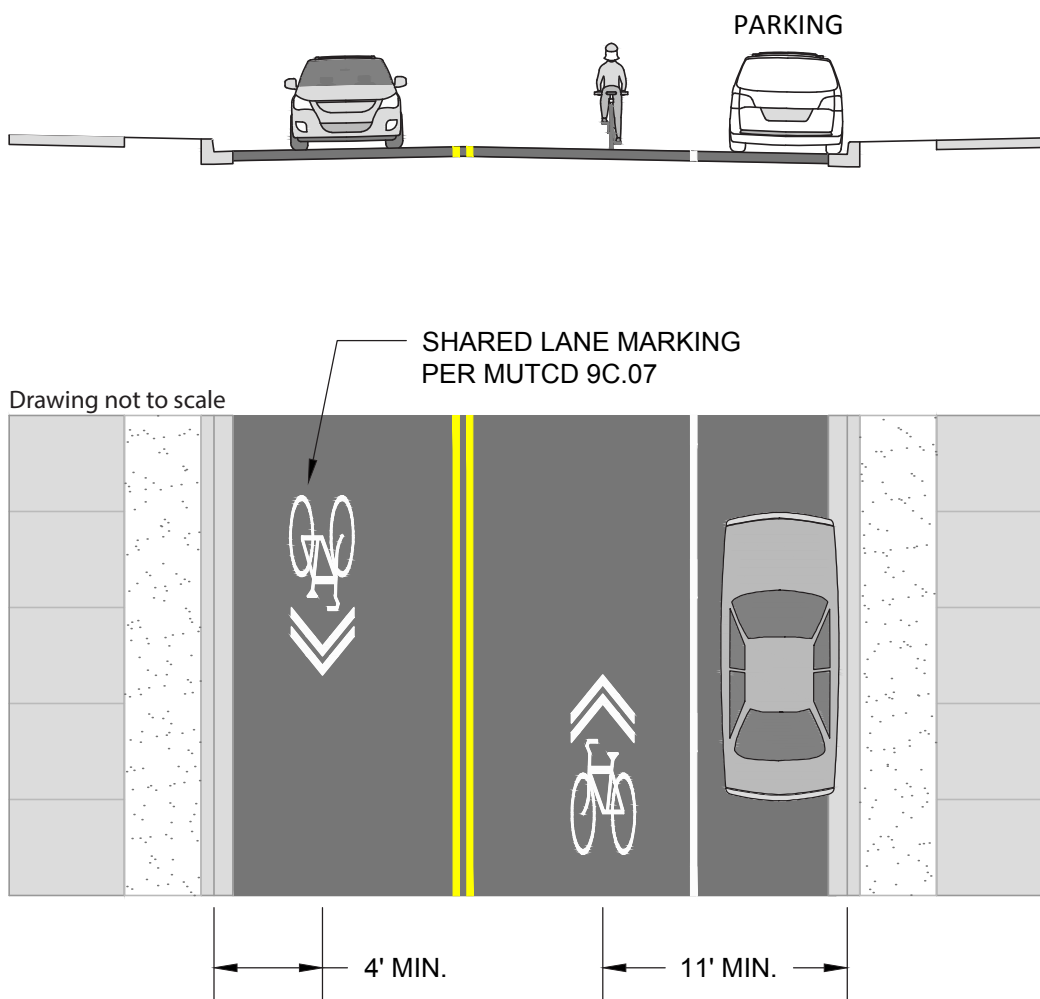 PARKING
SHARED LANE MARKING
PER MUTCD 9C.07
Drawing not to scale
4' MIN.
11' MIN.